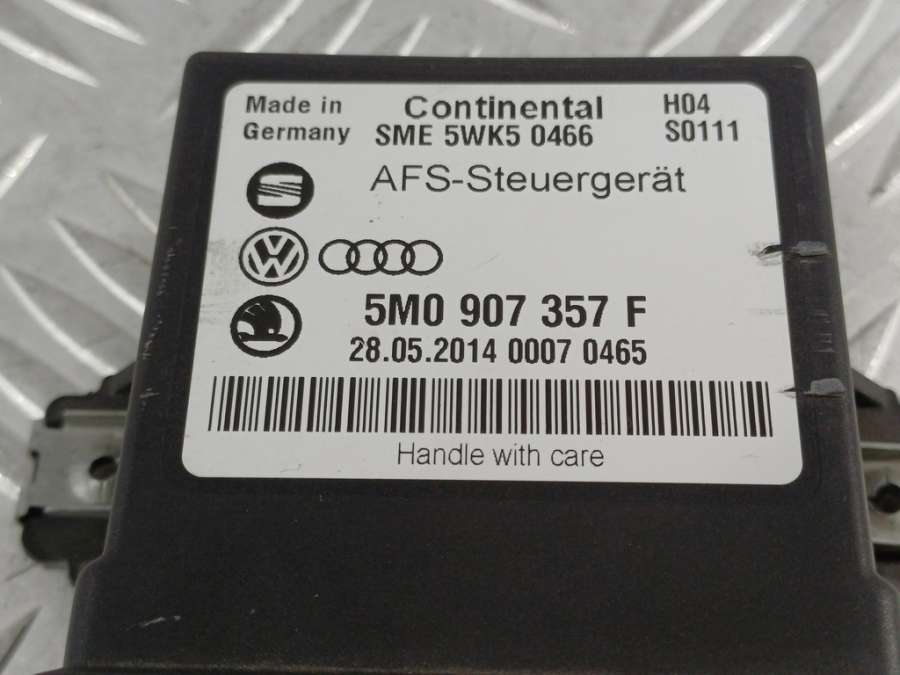 Made in Continental H04
Germany SME 5WK5 0466 S0111
AFS-Steuergerät
5M0 907 357 F
28.05.2014 0007 0465
Handle with care